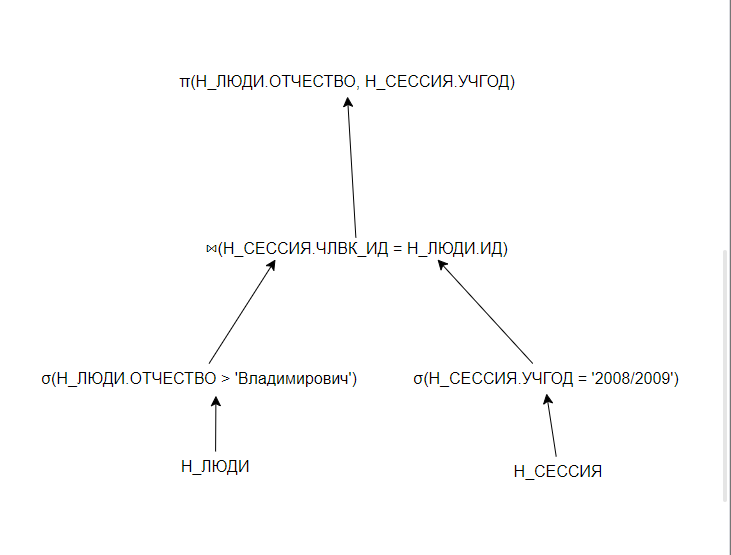 π(Н_ЛЮДИ.ОТЧЕСТВО, Н_СЕССИЯ.УЧГОД)
⋈(Н_СЕССИЯ.ЧЛВК_ИД = Н_ЛЮДИ.ИД)
σ(Н_ЛЮДИ.ОТЧЕСТВО > 'Владимирович') σ(Н_СЕССИЯ.УЧГОД = '2008/2009')
Н_ЛЮДИ Н_СЕССИЯ